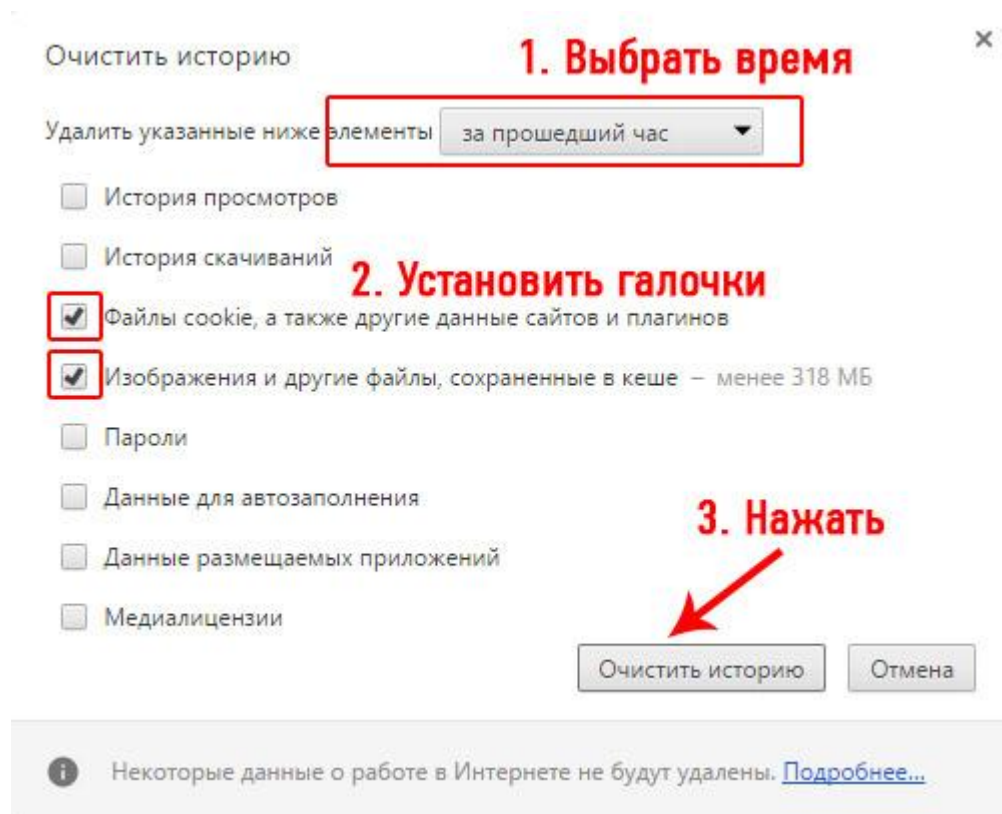 Очистить историю
1. Выбрать время
Удалить указанные ниже элементы за прошедший час
История просмотров
История скачиваний
2. Установить галочки
Файлы cookie, а также другие данные сайтов и плагинов
Изображения и другие файлы, сохраненные в кеше – менее 318 МБ
Пароли
Данные для автозаполнения
3. Нажать
Данные размещаемых приложений
Медиалицензии
Очистить историю Отмена
Некоторые данные о работе в Интернете не будут удалены. Подробнее...